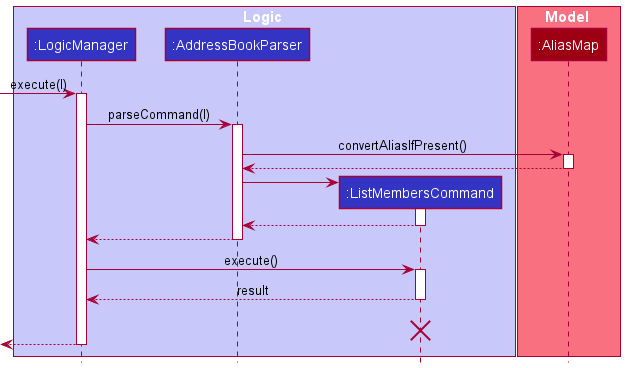 Logic
Model
:LogicManager
:AddressBookParser
:AliasMap
execute(l)
parseCommand(l)
convertAliasIfPresent()
:ListMembersCommand
execute()
result